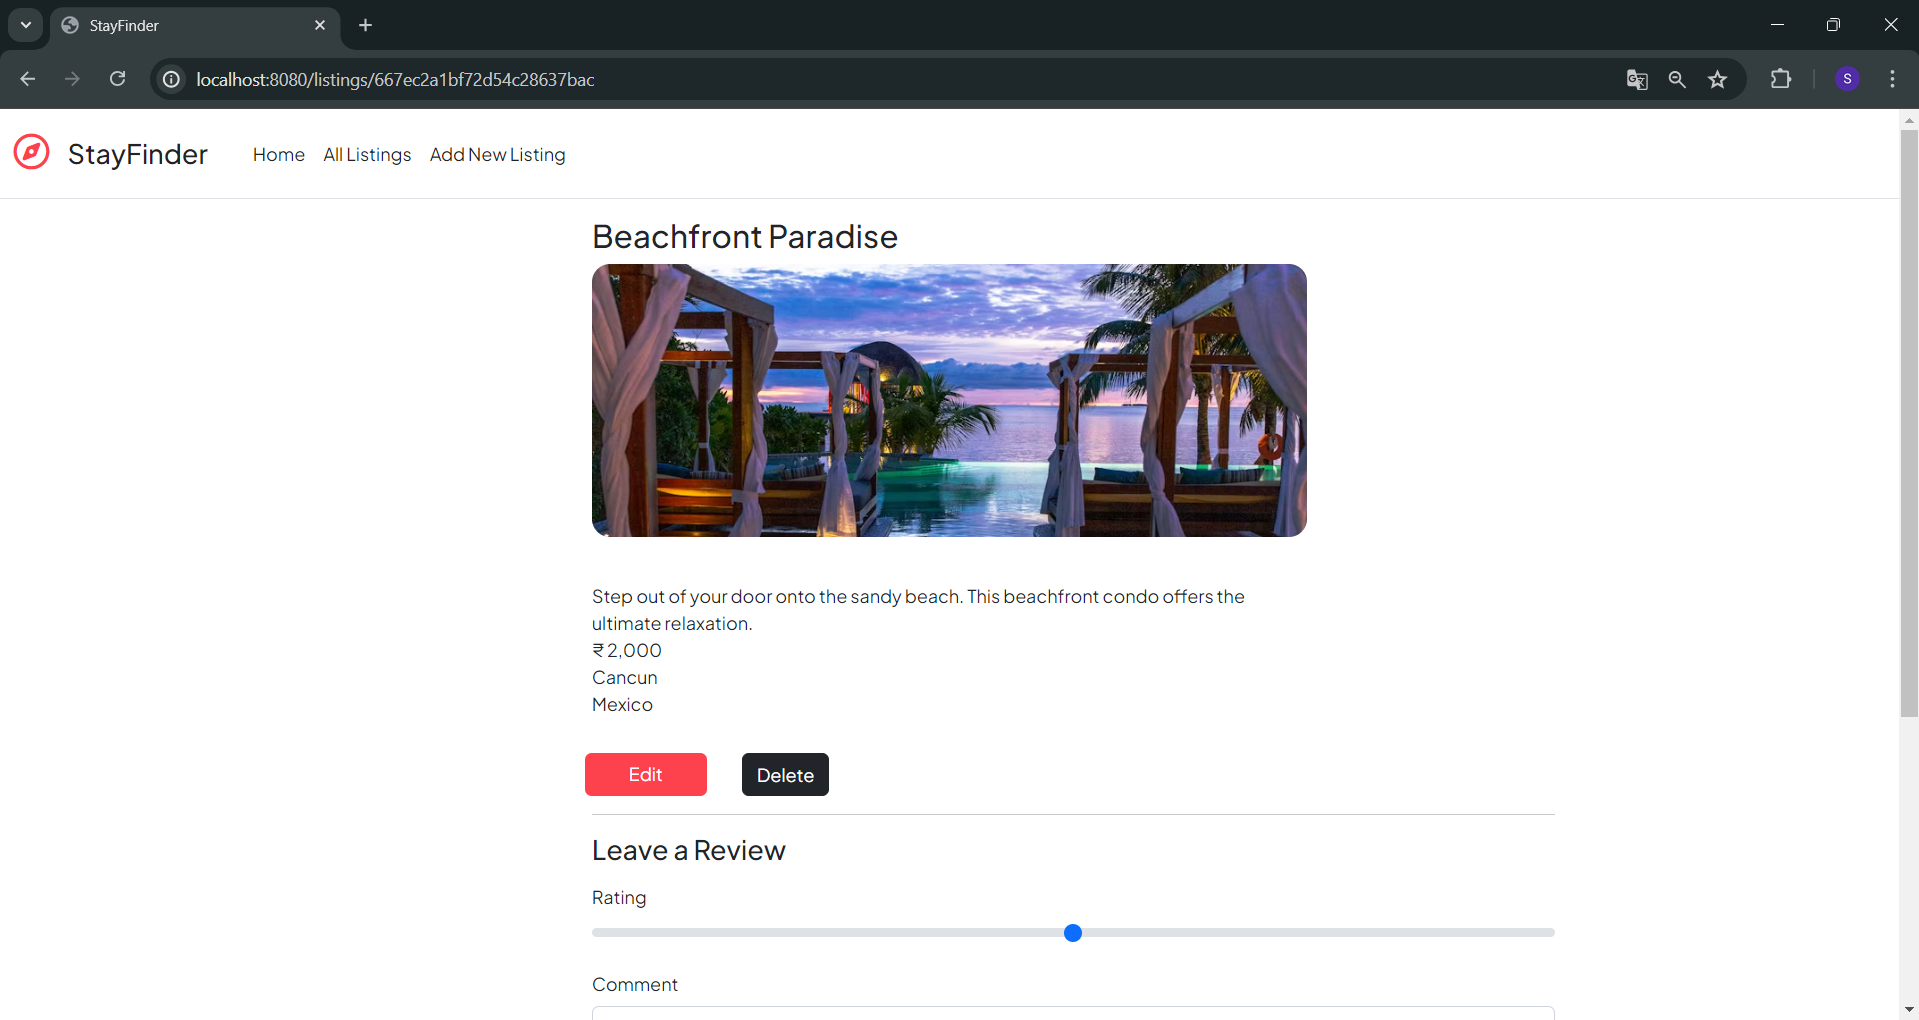 StayFinder
localhost:8080/listings/667ec2a1bf72d54c28637bac
S
StayFinder
Home
All Listings
Add New Listing
Beachfront Paradise
Step out of your door onto the sandy beach. This beachfront condo offers the
ultimate relaxation.
₹2,000
Cancun
Mexico
Edit
Delete
Leave a Review
Rating
Comment